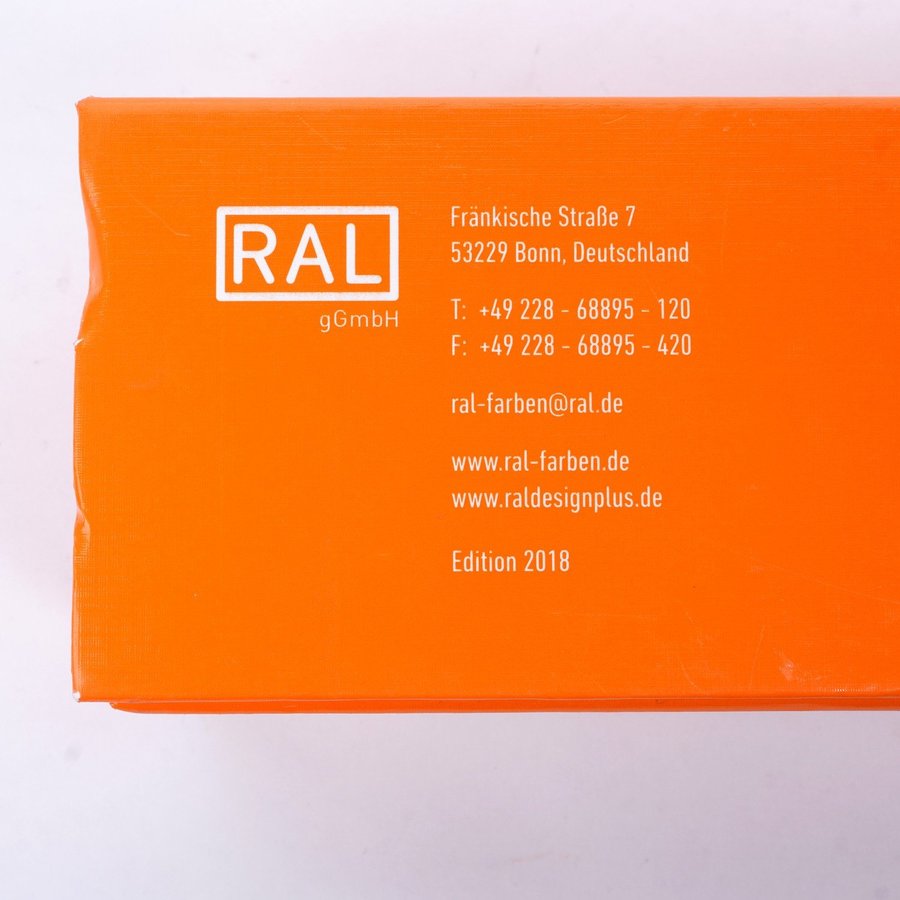 RAL
gGmbH
Fränkische Straße 7
53229 Bonn, Deutschland
T: +49 228 - 68895 - 120
F: +49 228 - 68895 - 420
ral-farben@ral.de
www.ral-farben.de
www.raldesignplus.de
Edition 2018